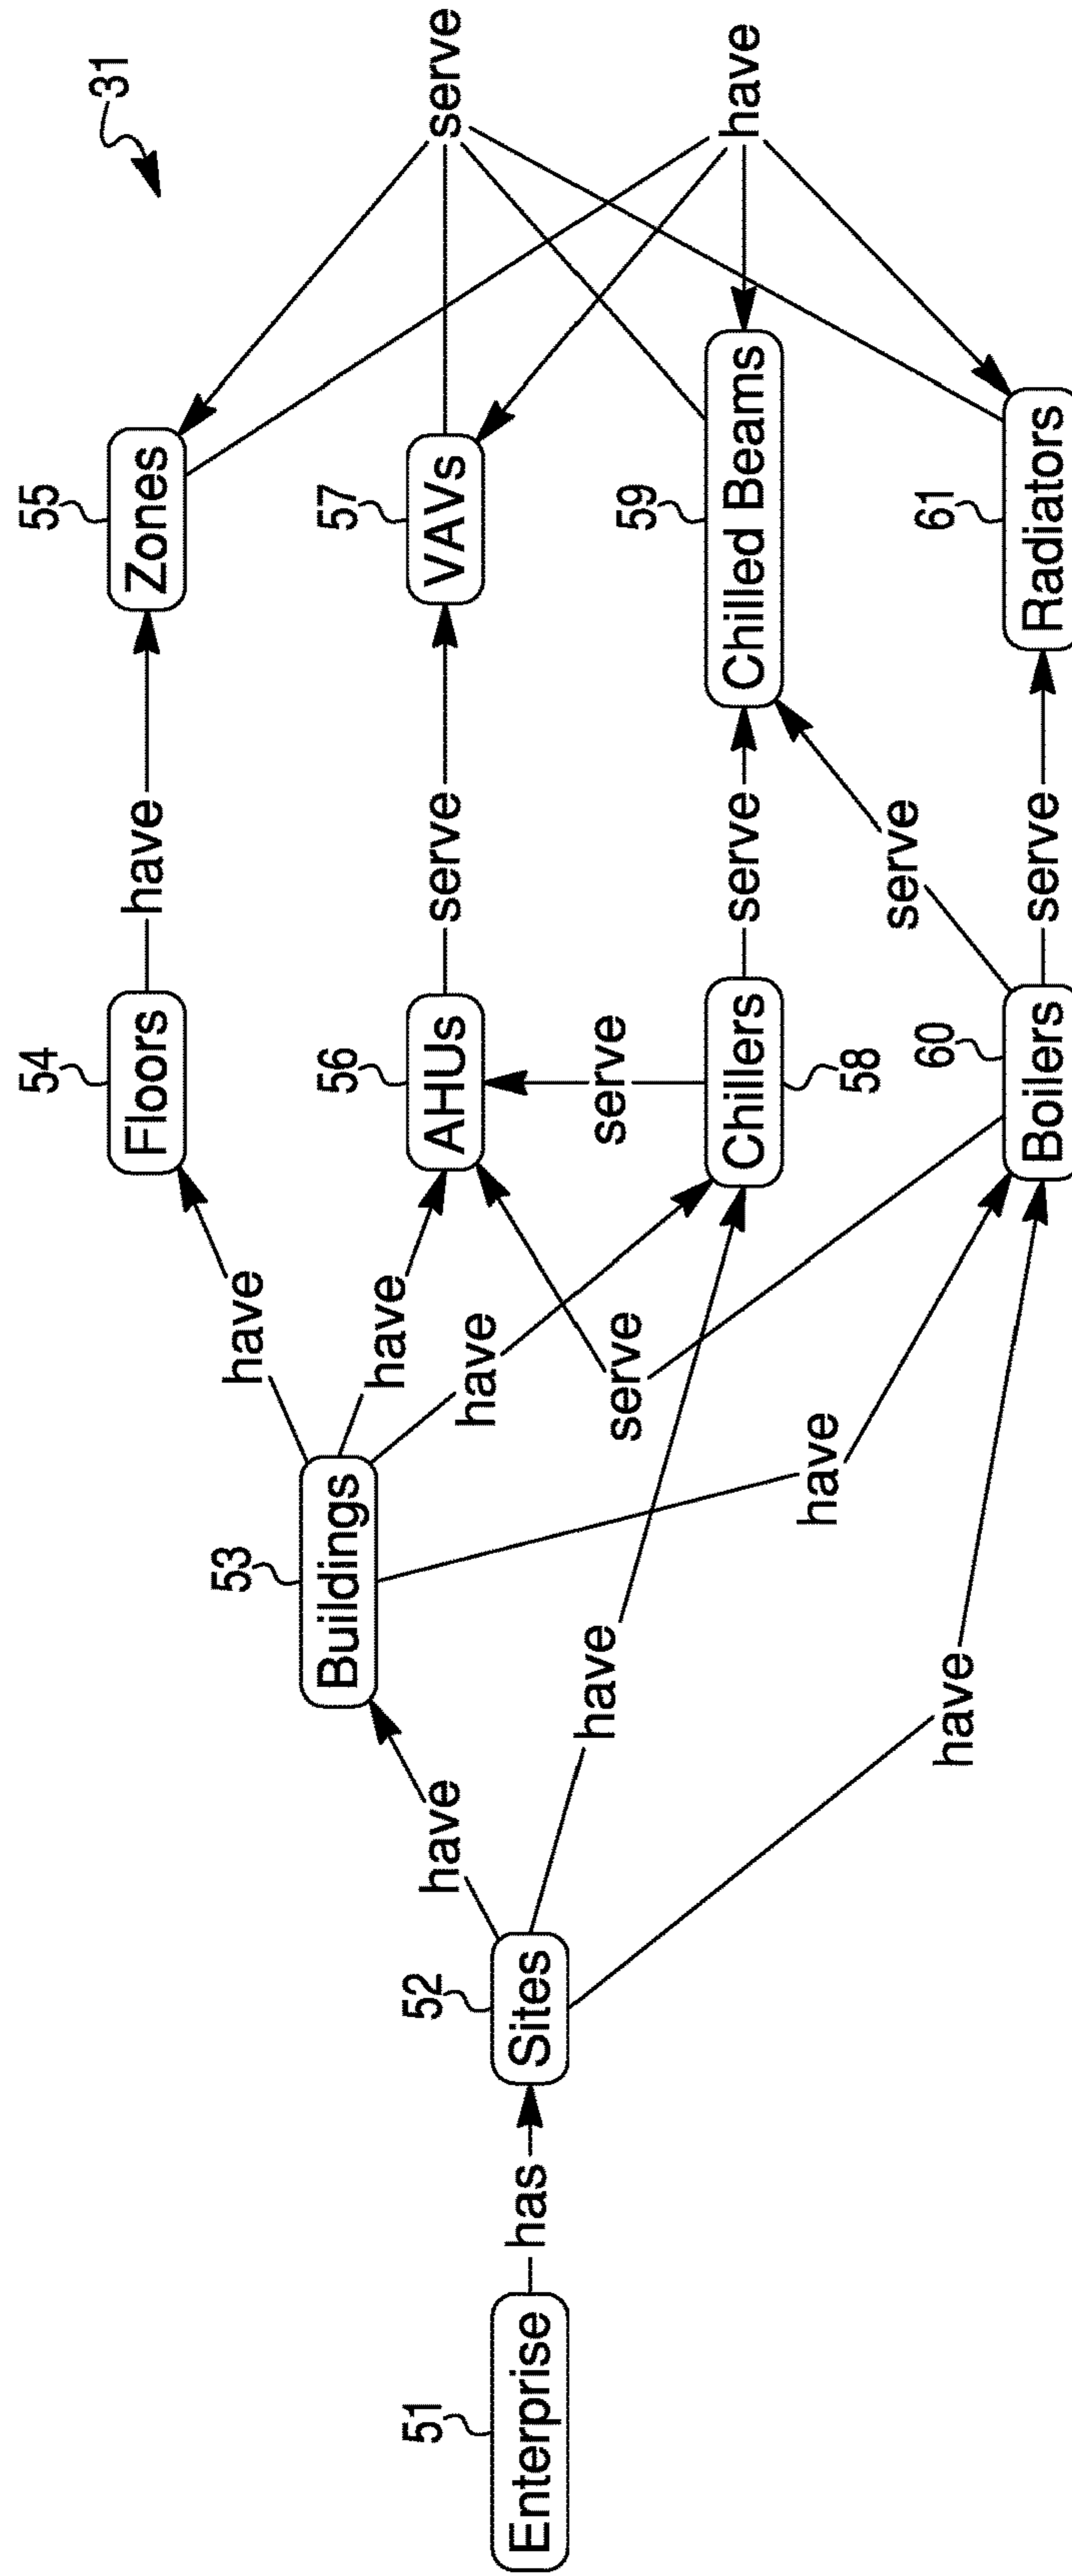 31
51
Enterprise
has
52
Sites
have
have
have
53
Buildings
have
have
have
have
54
Floors
have
55
Zones
56
AHUs
serve
57
VAVs
serve
serve
58
Chillers
serve
59
Chilled Beams
serve
60
Boilers
serve
61
Radiators
serve
have